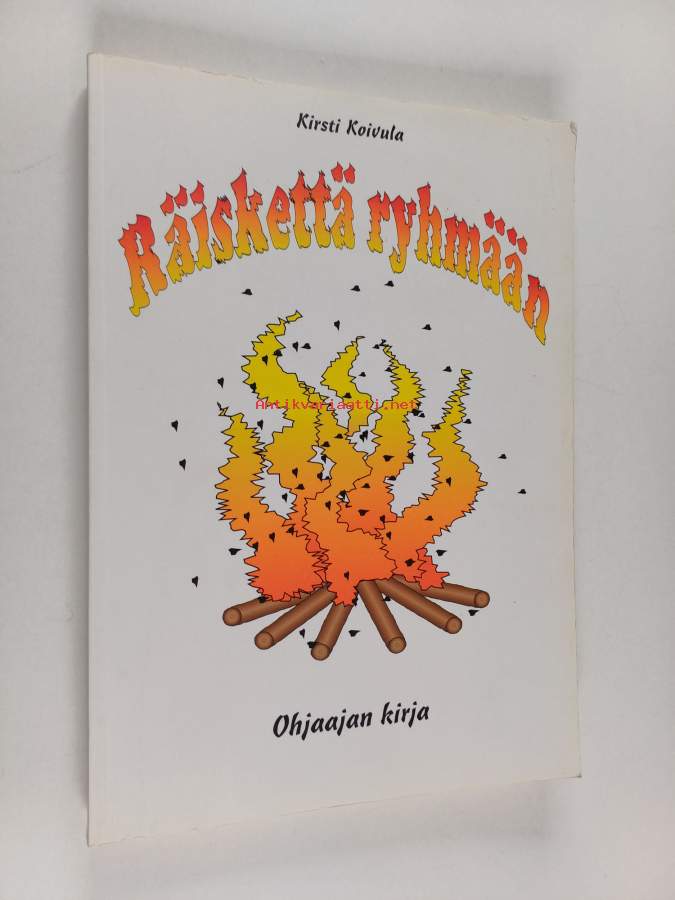 Kirsti Koivula
Räiskettä ryhmään
Antikvariaatti.net
Ohjaajan kirja